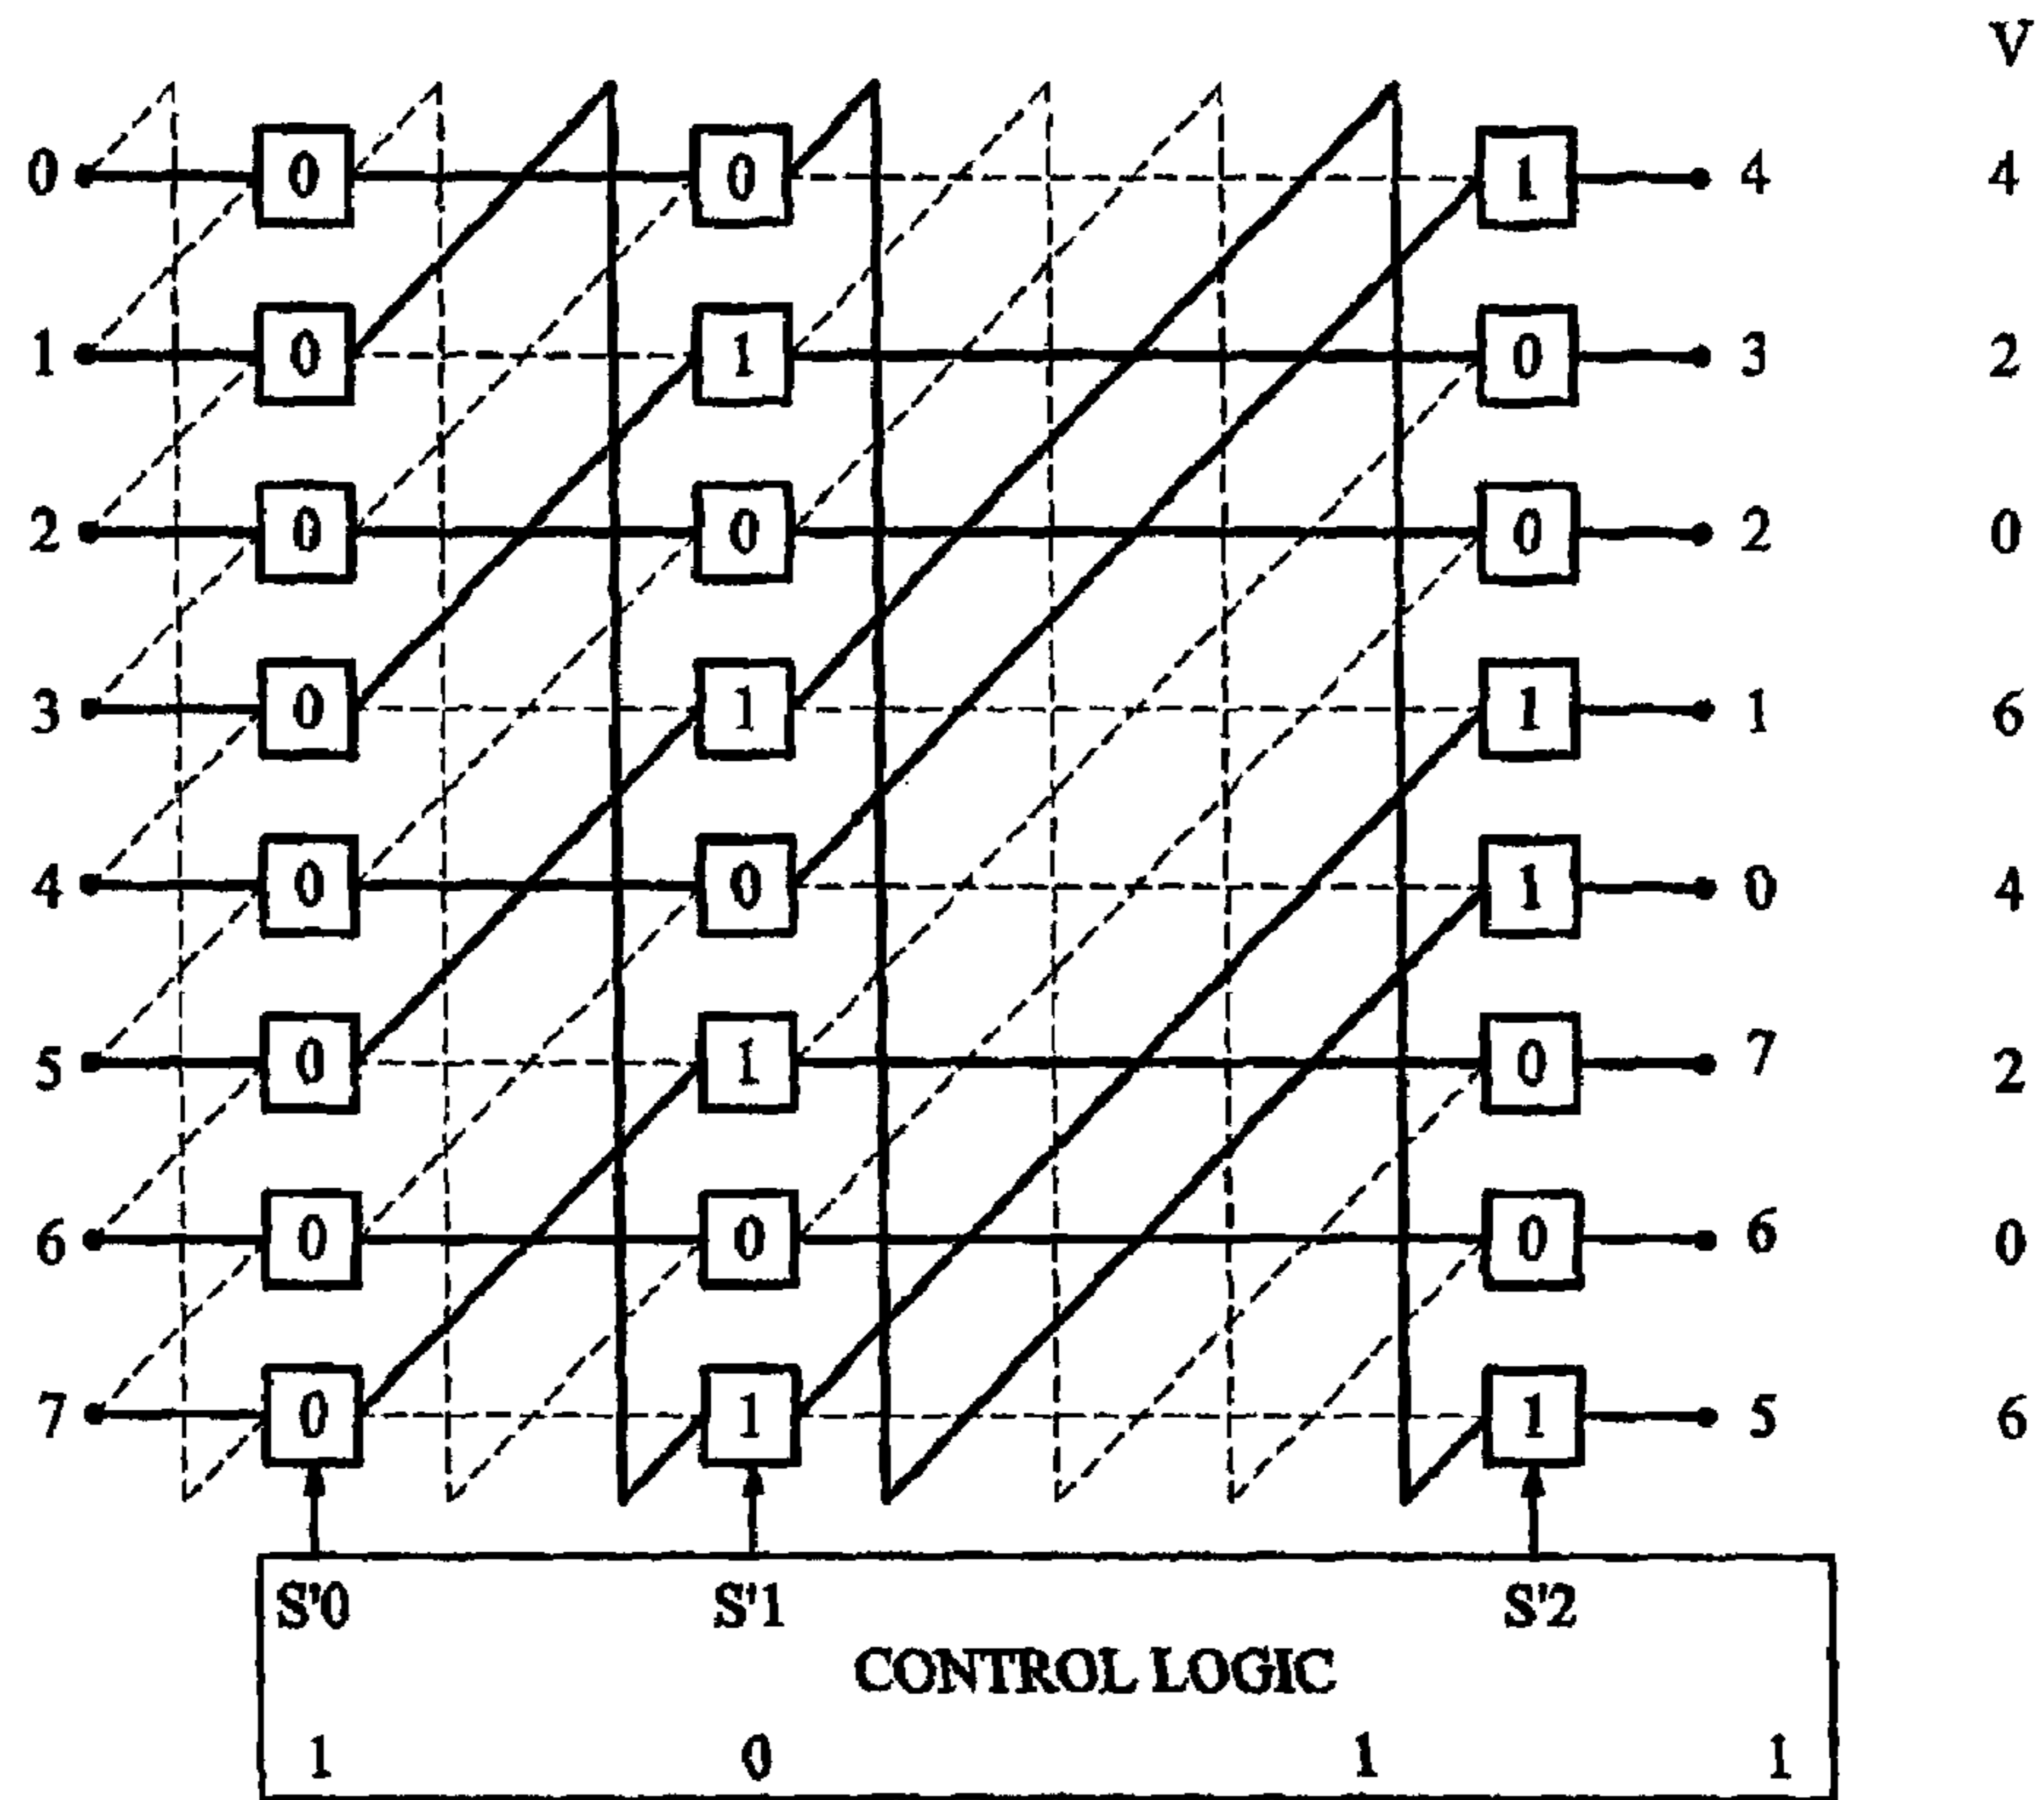 V
0 0 0 1 4 4
1 0 1 0 3 2
2 0 0 0 2 0
3 0 1 1 1 6
4 0 0 1 0 4
5 0 1 0 7 2
6 0 0 0 6 0
7 0 1 1 5 6
S'0 S'1 S'2
CONTROL LOGIC
1 0 1 1